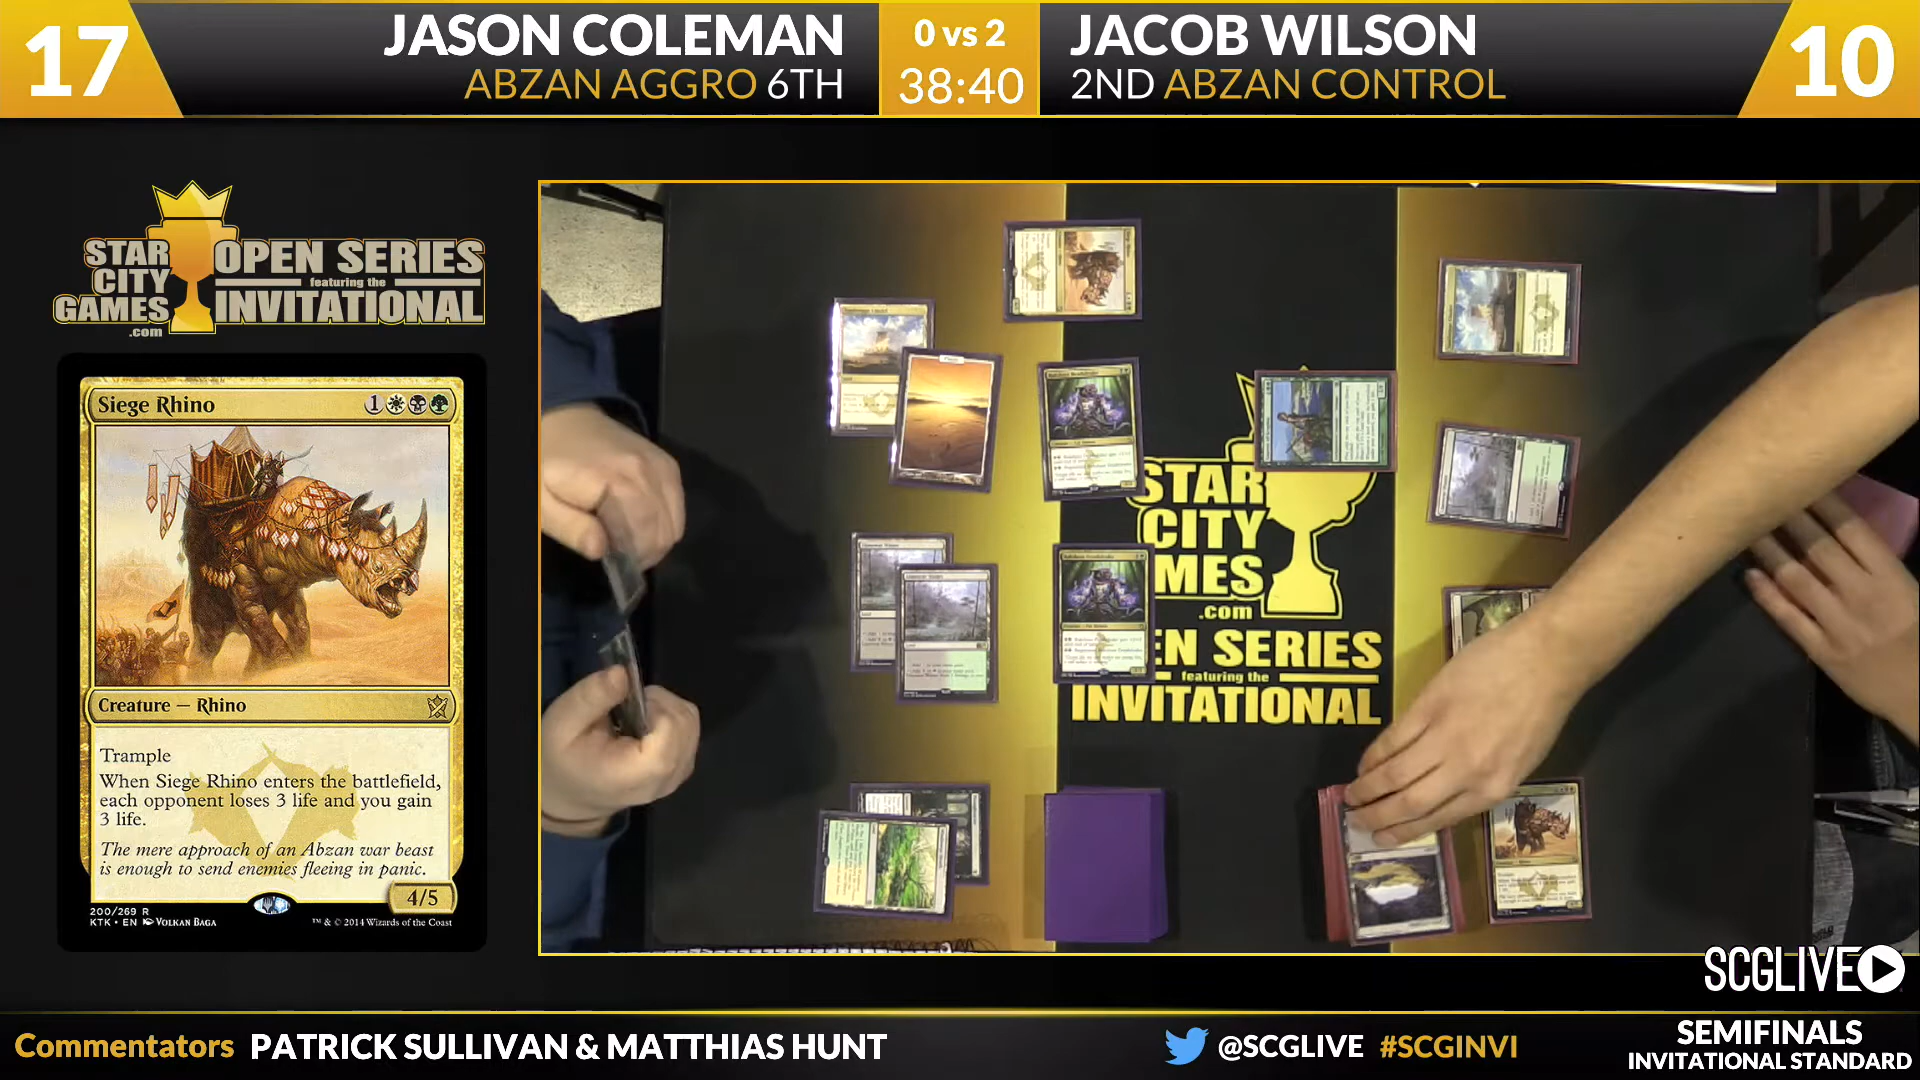 17
JASON COLEMAN
ABZAN AGGRO 6TH
0 vs 2
38:40
JACOB WILSON
2ND ABZAN CONTROL
10
STAR CITY GAMES .com
OPEN SERIES
featuring the
INVITATIONAL
Siege Rhino
1
Creature — Rhino
Trample
When Siege Rhino enters the battlefield,
each opponent loses 3 life and you gain
3 life.
The mere approach of an Abzan war beast
is enough to send enemies fleeing in panic.
4/5
200/269 R
KTK • EN VOLKAN BAGA
™ & © 2014 Wizards of the Coast
STAR
CITY
MES
.com
EN SERIES
featuring the
INVITATIONAL
SCGLIVE
Commentators PATRICK SULLIVAN & MATTHIAS HUNT
@SCGLIVE #SCGINVI
SEMIFINALS
INVITATIONAL STANDARD